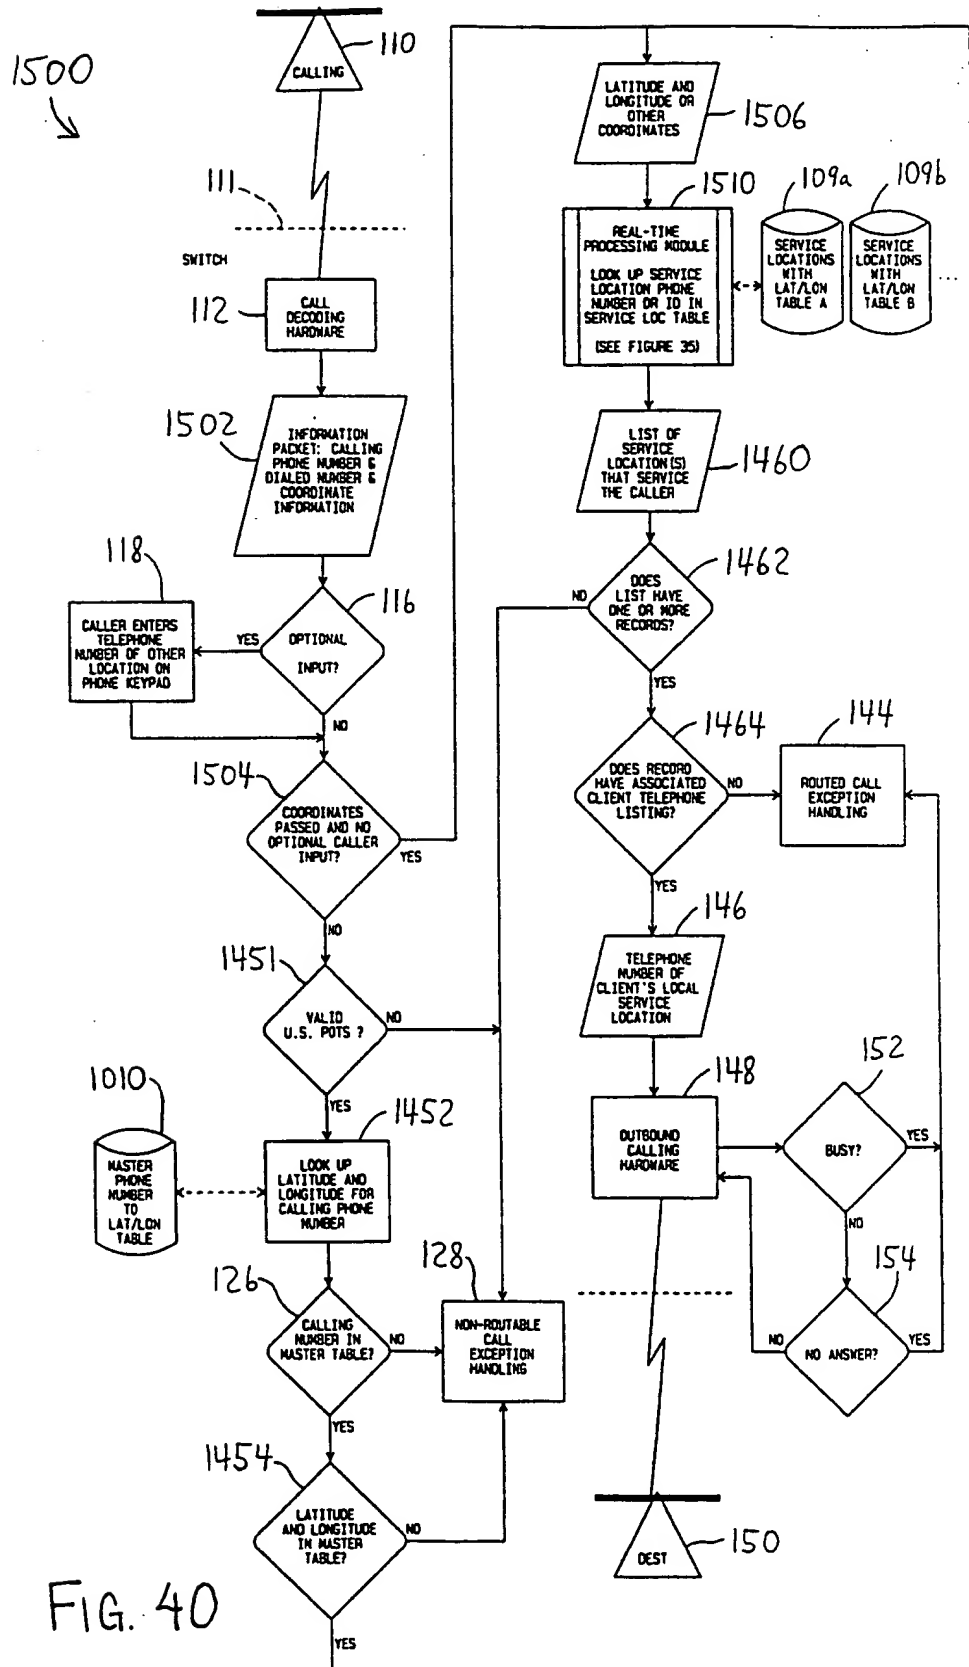 1500
110
CALLING
111
SWITCH
112
CALL
DECODING
HARDWARE
1502
INFORMATION
PACKET: CALLING
PHONE NUMBER &
DIALED NUMBER &
COORDINATE
INFORMATION
118
CALLER ENTERS
TELEPHONE
NUMBER OF OTHER
LOCATION ON
PHONE KEYPAD
YES
116
OPTIONAL
INPUT?
NO
1504
COORDINATES
PASSED AND NO
OPTIONAL CALLER
INPUT?
YES
NO
1451
VALID
U.S. POTS ?
NO
YES
1010
MASTER
PHONE
NUMBER
TO
LAT/LON
TABLE
1452
LOOK UP
LATITUDE AND
LONGITUDE FOR
CALLING PHONE
NUMBER
126
CALLING
NUMBER IN
MASTER TABLE?
NO
YES
128
NON-ROUTABLE
CALL
EXCEPTION
HANDLING
1454
LATITUDE
AND LONGITUDE
IN MASTER
TABLE?
NO
YES
LATITUDE AND
LONGITUDE OR
OTHER
COORDINATES
1506
1510
REAL-TIME
PROCESSING MODULE
LOOK UP SERVICE
LOCATION PHONE
NUMBER OR ID IN
SERVICE LOC TABLE
(SEE FIGURE 35)
109a
SERVICE
LOCATIONS
WITH
LAT/LON
TABLE A
109b
SERVICE
LOCATIONS
WITH
LAT/LON
TABLE B
...
LIST OF
SERVICE
LOCATION(S)
THAT SERVICE
THE CALLER
1460
1462
DOES
LIST HAVE
ONE OR MORE
RECORDS?
NO
YES
1464
DOES RECORD
HAVE ASSOCIATED
CLIENT TELEPHONE
LISTING?
NO
YES
144
ROUTED CALL
EXCEPTION
HANDLING
146
TELEPHONE
NUMBER OF
CLIENT'S LOCAL
SERVICE
LOCATION
148
OUTBOUND
CALLING
HARDWARE
152
BUSY?
YES
NO
154
NO ANSWER?
NO
YES
DEST
150
FIG. 40